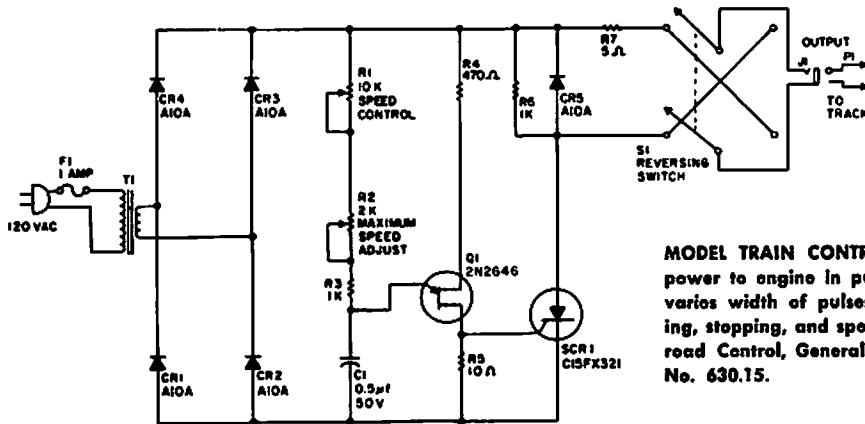 CR4
A10A
CR3
A10A
R1
10 K
SPEED
CONTROL
R4
470Ω
R6
1K
CR5
A10A
R7
5 Ω
OUTPUT
J1
P1
TO
TRACK
S1
REVERSING
SWITCH
F1
1 AMP
T1
120 VAC
R2
2 K
MAXIMUM
SPEED
ADJUST
R3
1K
Q1
2N2646
CR1
A10A
CR2
A10A
C1
0.5μf
50V
R5
10Ω
SCR1
C15FX321
MODEL TRAIN CONTR
power to engine in pu
varios width of pulses
ing, stopping, and spe
road Control, General
No. 630.15.